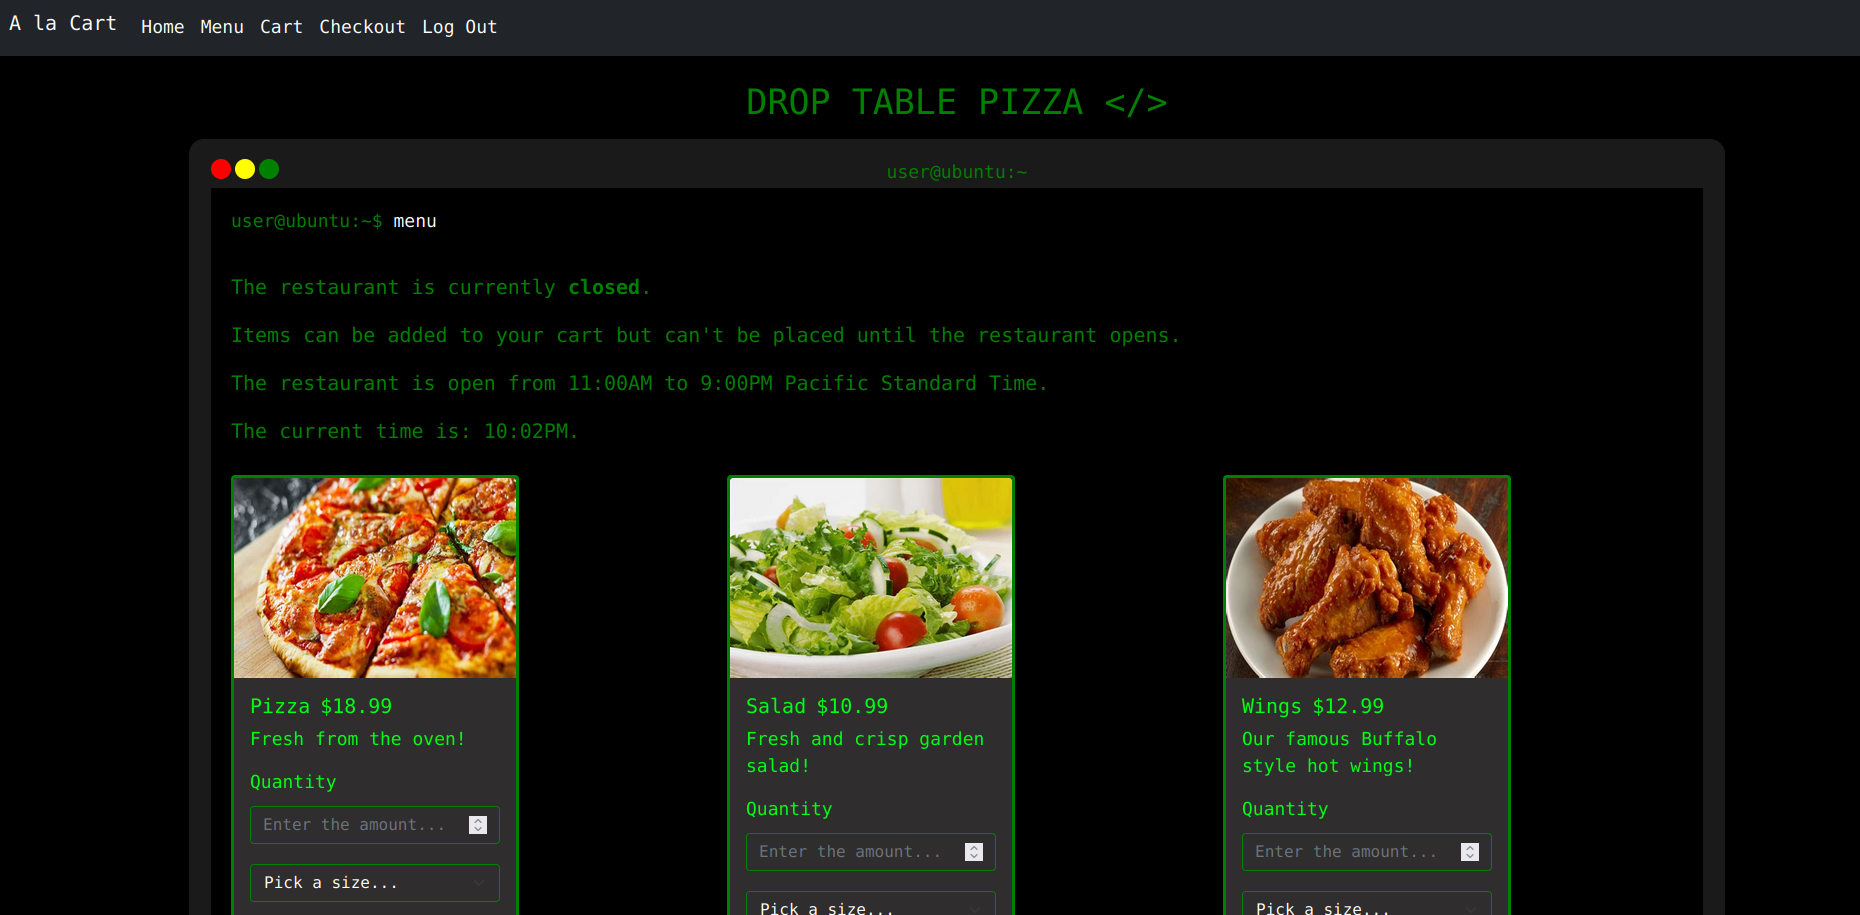 A la Cart Home Menu Cart Checkout Log Out
DROP TABLE PIZZA </>
user@ubuntu:~
user@ubuntu:~$ menu
The restaurant is currently closed.
Items can be added to your cart but can't be placed until the restaurant opens.
The restaurant is open from 11:00AM to 9:00PM Pacific Standard Time.
The current time is: 10:02PM.
Pizza $18.99
Fresh from the oven!
Quantity
Enter the amount...
Pick a size...
Salad $10.99
Fresh and crisp garden
salad!
Quantity
Enter the amount...
Pick a size...
Wings $12.99
Our famous Buffalo
style hot wings!
Quantity
Enter the amount...
Pick a size...